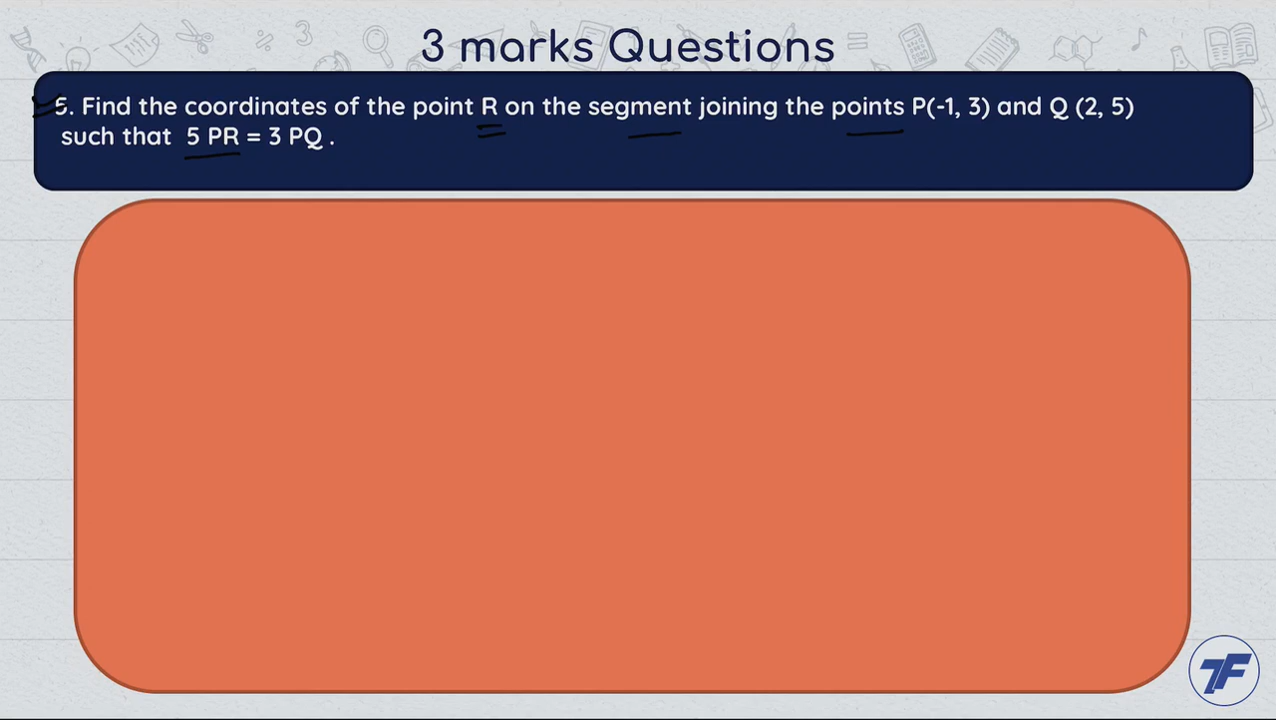 3 marks Questions
5. Find the coordinates of the point R on the segment joining the points P(-1, 3) and Q (2, 5)
such that 5 PR = 3 PQ .